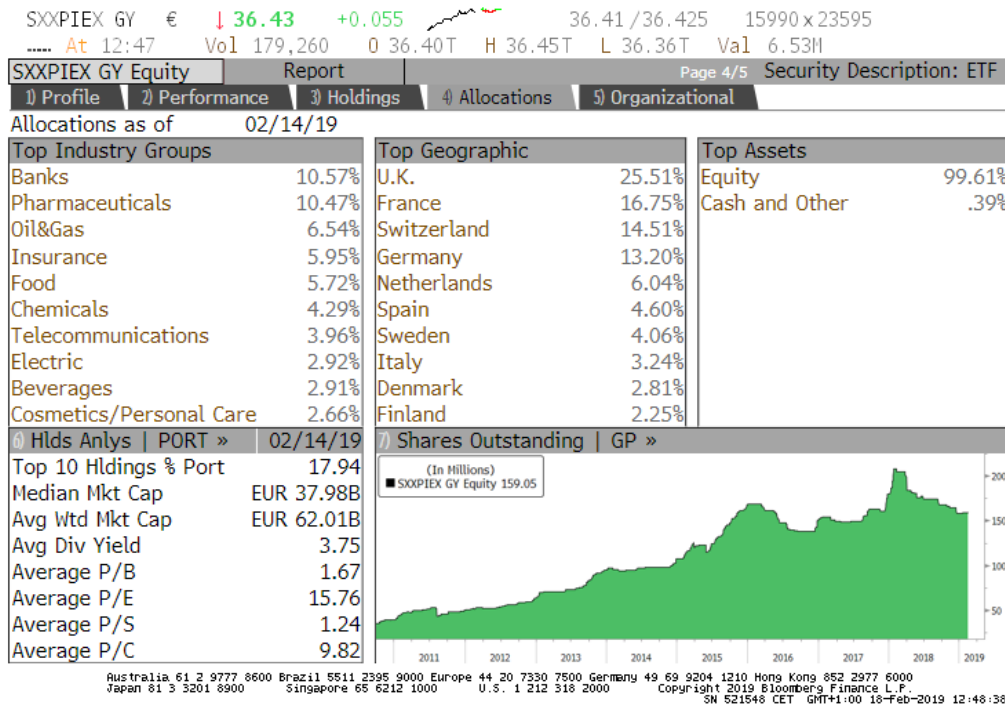 SXXPIEX GY € ↓ 36.43 +0.055 36.41/36.425 15990x23595
At 12:47 Vol 179,260 O 36.40T H 36.45T L 36.36T Val 6.53M
SXXPIEX GY Equity Report Page 4/5 Security Description: ETF
1) Profile 2) Performance 3) Holdings 4) Allocations 5) Organizational
Allocations as of 02/14/19
Top Industry Groups
Banks 10.57%
Pharmaceuticals 10.47%
Oil&Gas 6.54%
Insurance 5.95%
Food 5.72%
Chemicals 4.29%
Telecommunications 3.96%
Electric 2.92%
Beverages 2.91%
Cosmetics/Personal Care 2.66%
Top Geographic
U.K. 25.51%
France 16.75%
Switzerland 14.51%
Germany 13.20%
Netherlands 6.04%
Spain 4.60%
Sweden 4.06%
Italy 3.24%
Denmark 2.81%
Finland 2.25%
Top Assets
Equity 99.61%
Cash and Other .39%
6) Hlds Anlys | PORT » 02/14/19
Top 10 Hldings % Port 17.94
Median Mkt Cap EUR 37.98B
Avg Wtd Mkt Cap EUR 62.01B
Avg Div Yield 3.75
Average P/B 1.67
Average P/E 15.76
Average P/S 1.24
Average P/C 9.82
7) Shares Outstanding | GP »
(In Millions)
SXXPIEX GY Equity 159.05
200
150
100
50
2011 2012 2013 2014 2015 2016 2017 2018 2019
Australia 61 2 9777 8600 Brazil 5511 2395 9000 Europe 44 20 7330 7500 Germany 49 69 9204 1210 Hong Kong 852 2977 6000
Japan 81 3 3201 8900 Singapore 65 6212 1000 U.S. 1 212 318 2000 Copyright 2019 Bloomberg Finance L.P.
SN 521548 CET GMT+1:00 18-Feb-2019 12:48:38